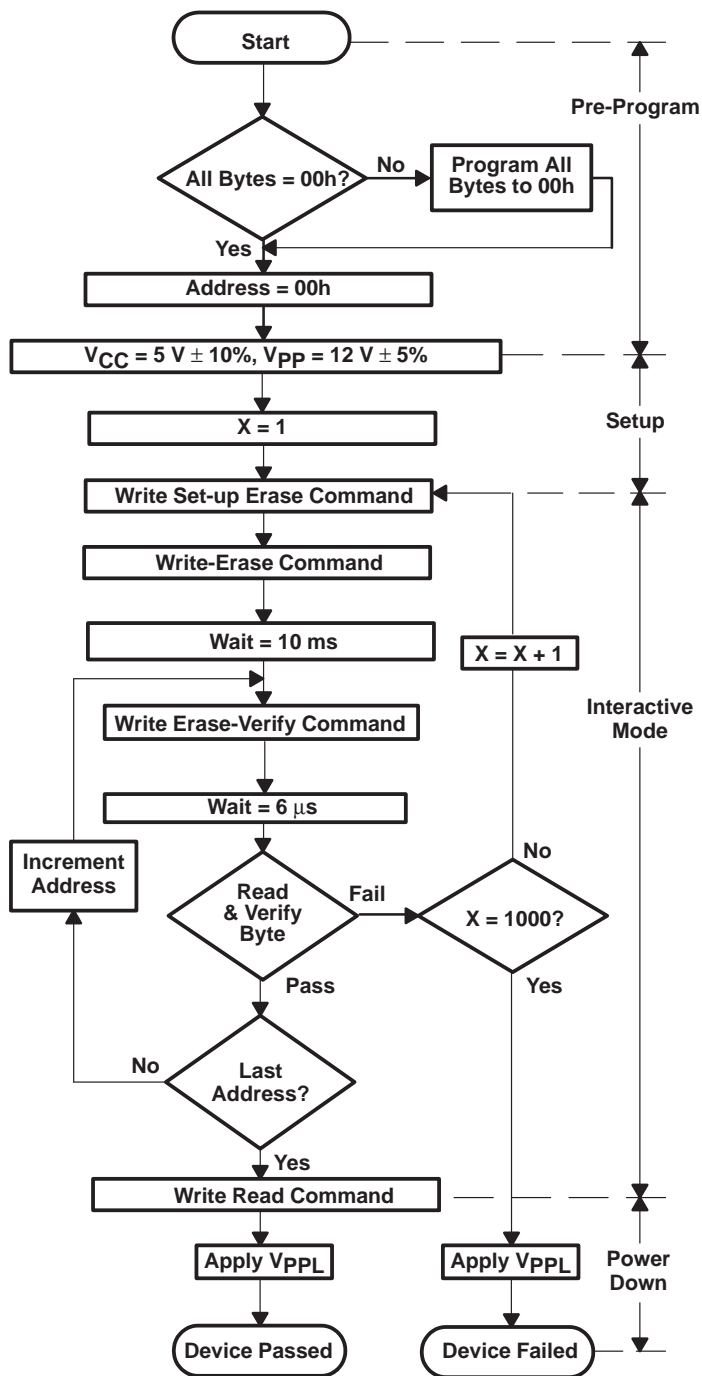 Start
Pre-Program
All Bytes = 00h?
No
Program All
Bytes to 00h
Yes
Address = 00h
VCC = 5 V ± 10%, VPP = 12 V ± 5%
Setup
X = 1
Write Set-up Erase Command
Write-Erase Command
Wait = 10 ms
X = X + 1
Interactive
Mode
Write Erase-Verify Command
Wait = 6 μs
Increment
Address
No
Read
& Verify
Byte
Fail
X = 1000?
Pass
Yes
No
Last
Address?
Yes
Write Read Command
Apply VPPL
Apply VPPL
Power
Down
Device Passed
Device Failed